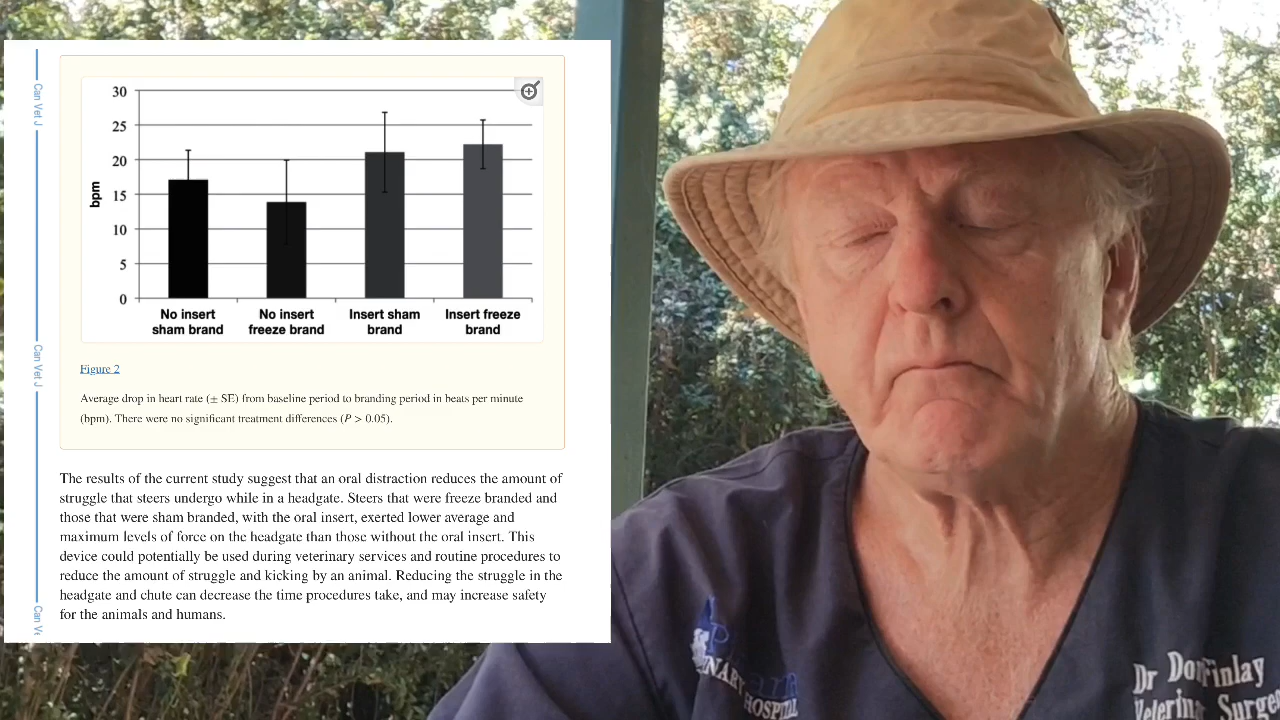 Can Vet J
Can Vet J
30
25
20
15
10
5
0
bpm
No insert
sham brand
No insert
freeze brand
Insert sham
brand
Insert freeze
brand
Figure 2
Average drop in heart rate (± SE) from baseline period to branding period in beats per minute
(bpm). There were no significant treatment differences (P > 0.05).
The results of the current study suggest that an oral distraction reduces the amount of
struggle that steers undergo while in a headgate. Steers that were freeze branded and
those that were sham branded, with the oral insert, exerted lower average and
maximum levels of force on the headgate than those without the oral insert. This
device could potentially be used during veterinary services and routine procedures to
reduce the amount of struggle and kicking by an animal. Reducing the struggle in the
headgate and chute can decrease the time procedures take, and may increase safety
for the animals and humans.
HOSPITAL
Dr Don Finlay